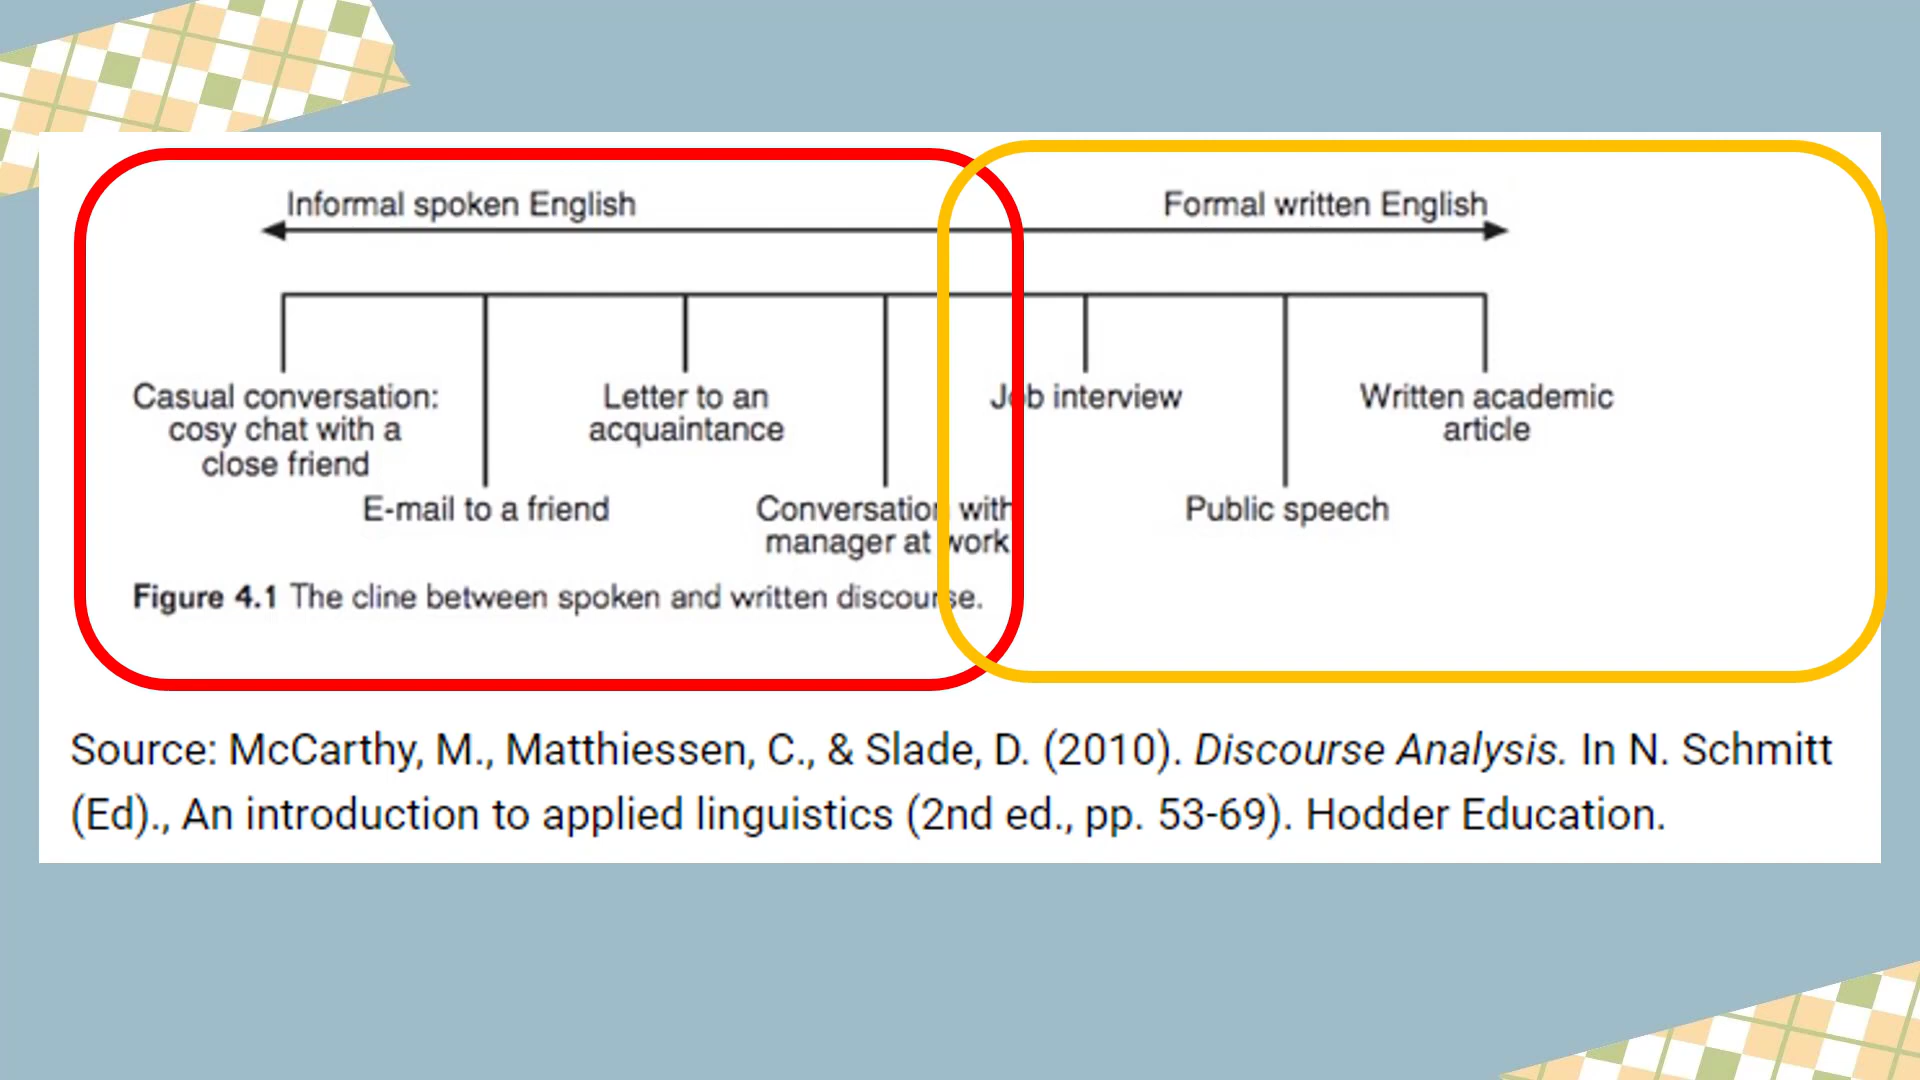 Informal spoken English
Formal written English
Casual conversation:
cosy chat with a
close friend
E-mail to a friend
Letter to an
acquaintance
Conversation with
manager at work
Job interview
Public speech
Written academic
article
Figure 4.1 The cline between spoken and written discourse.
Source: McCarthy, M., Matthiessen, C., & Slade, D. (2010). Discourse Analysis. In N. Schmitt
(Ed)., An introduction to applied linguistics (2nd ed., pp. 53-69). Hodder Education.